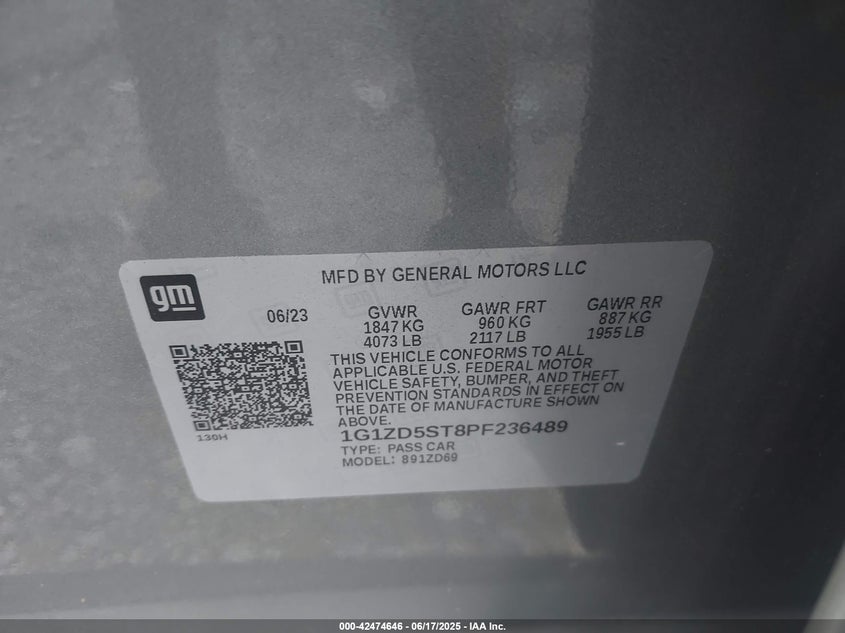 gm
MFD BY GENERAL MOTORS LLC
06/23
GVWR
1847 KG
4073 LB
GAWR FRT
960 KG
2117 LB
GAWR RR
887 KG
1955 LB
THIS VEHICLE CONFORMS TO ALL
APPLICABLE U.S. FEDERAL MOTOR
VEHICLE SAFETY, BUMPER, AND THEFT
PREVENTION STANDARDS IN EFFECT ON
THE DATE OF MANUFACTURE SHOWN
ABOVE.
130H
1G1ZD5ST8PF236489
TYPE: PASS CAR
MODEL: 891ZD69
000-42474646 - 06/17/2025 - IAA Inc.